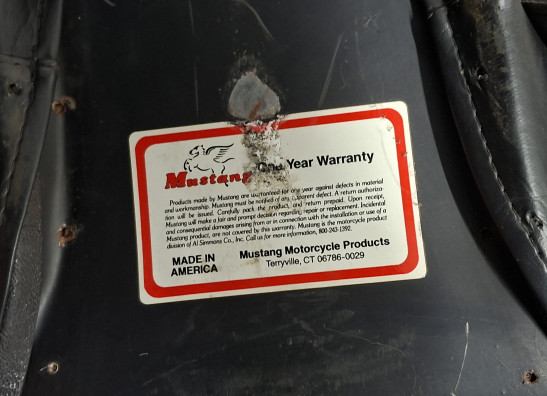 Mustang One Year Warranty
Products made by Mustang are warranteed for one year against defects in material
and workmanship. Mustang must be notified of any apparent defect. A return authoriza-
tion will be issued. Carefully pack the product, and return prepaid. Upon receipt,
Mustang will make a fair and prompt decision regarding repair or replacement. Incidental
and consequential damages arising from or in connection with the installation or use of a
Mustang product, are not covered by this warranty. Mustang is the motorcycle product
division of Al Simmons Co., Inc. Call us for more information, 800-243-1392.
MADE IN
AMERICA
Mustang Motorcycle Products
Terryville, CT 06786-0029